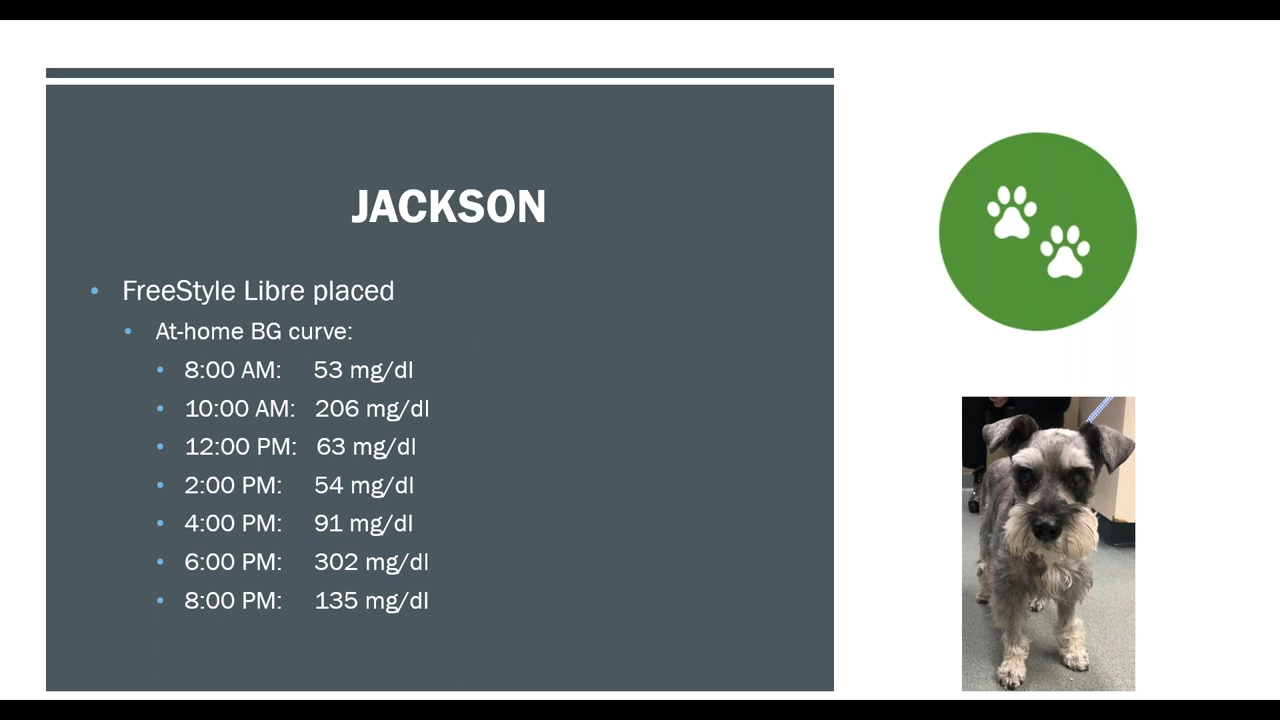 JACKSON
• FreeStyle Libre placed
• At-home BG curve:
• 8:00 AM: 53 mg/dl
• 10:00 AM: 206 mg/dl
• 12:00 PM: 63 mg/dl
• 2:00 PM: 54 mg/dl
• 4:00 PM: 91 mg/dl
• 6:00 PM: 302 mg/dl
• 8:00 PM: 135 mg/dl